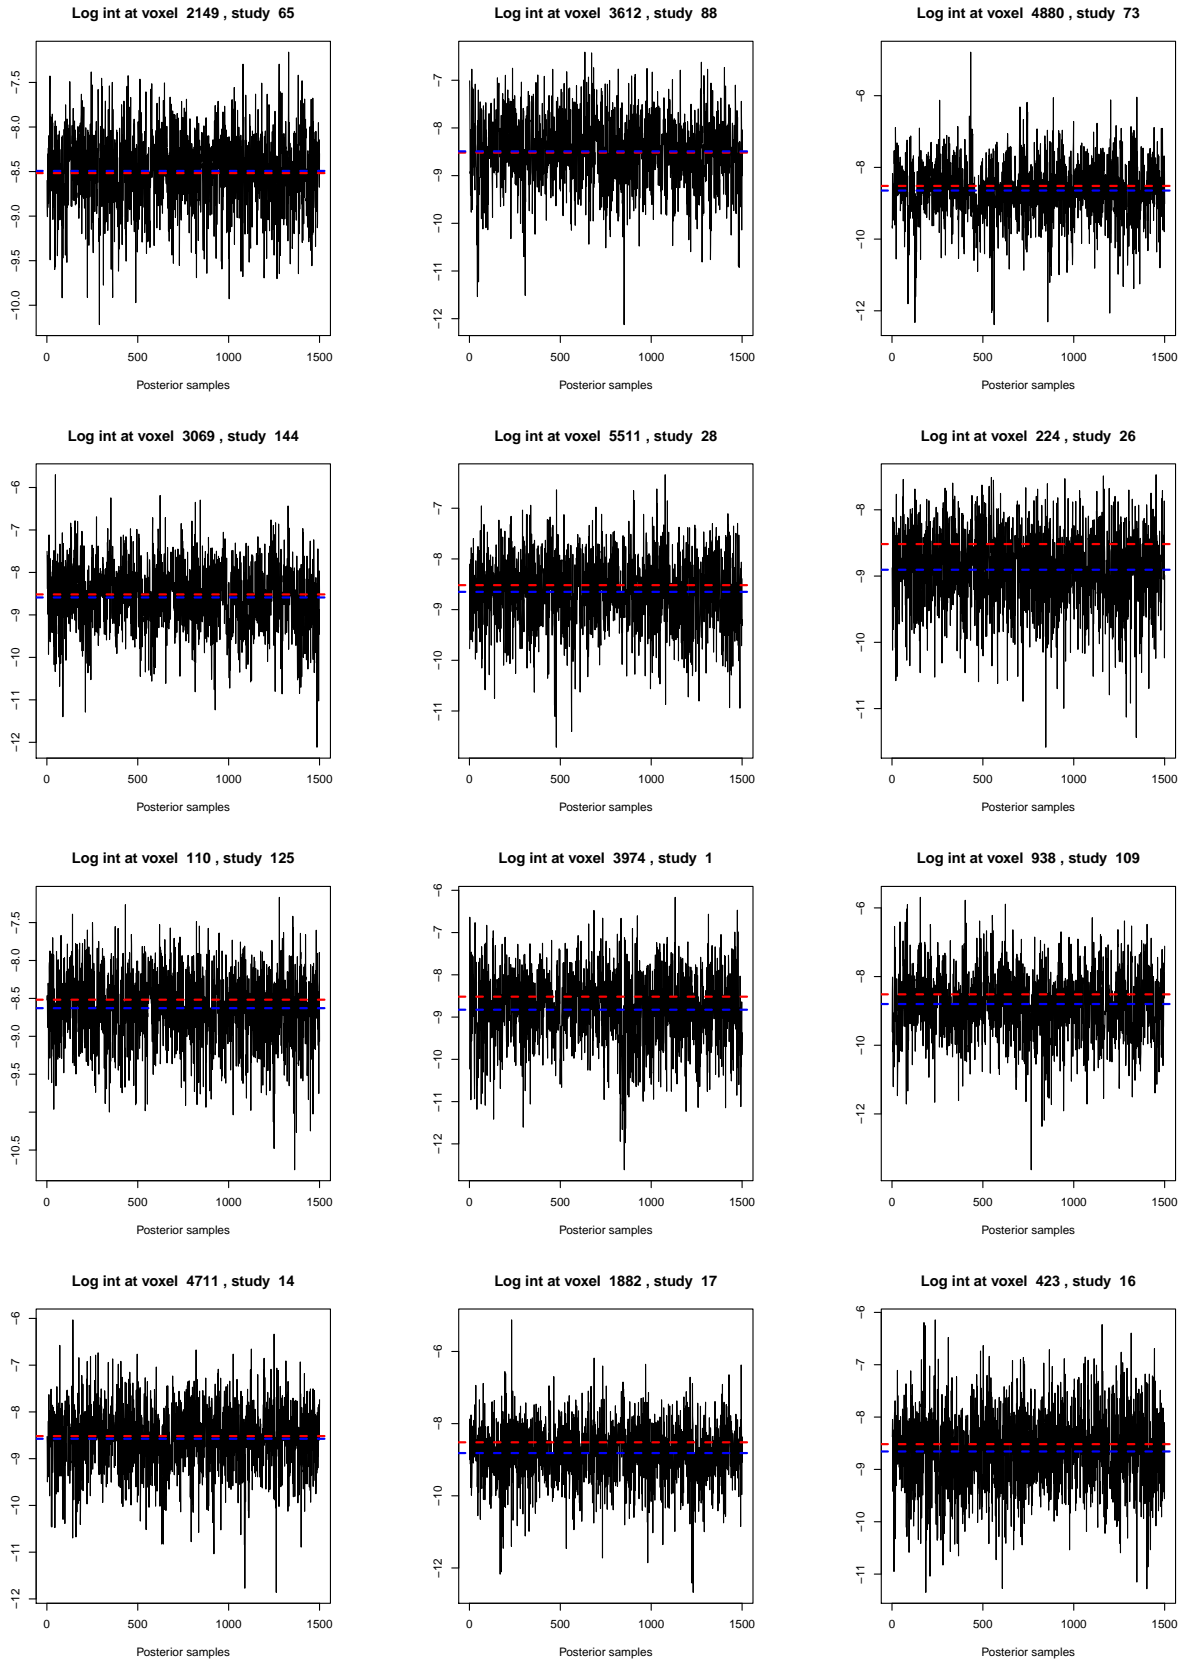 Log int at voxel 2149 , study 65
−7.5
−8.0
−8.5
−9.0
−9.5
−10.0
0 500 1000 1500
Posterior samples
Log int at voxel 3612 , study 88
−7
−8
−9
−10
−11
−12
0 500 1000 1500
Posterior samples
Log int at voxel 4880 , study 73
−6
−8
−10
−12
0 500 1000 1500
Posterior samples
Log int at voxel 3069 , study 144
−6
−7
−8
−9
−10
−11
−12
0 500 1000 1500
Posterior samples
Log int at voxel 5511 , study 28
−7
−8
−9
−10
−11
0 500 1000 1500
Posterior samples
Log int at voxel 224 , study 26
−8
−9
−10
−11
0 500 1000 1500
Posterior samples
Log int at voxel 110 , study 125
−7.5
−8.0
−8.5
−9.0
−9.5
−10.5
0 500 1000 1500
Posterior samples
Log int at voxel 3974 , study 1
−6
−7
−8
−9
−10
−11
−12
0 500 1000 1500
Posterior samples
Log int at voxel 938 , study 109
−6
−8
−10
−12
0 500 1000 1500
Posterior samples
Log int at voxel 4711 , study 14
−6
−7
−8
−9
−10
−11
−12
0 500 1000 1500
Posterior samples
Log int at voxel 1882 , study 17
−6
−8
−10
−12
0 500 1000 1500
Posterior samples
Log int at voxel 423 , study 16
−6
−7
−8
−9
−10
−11
0 500 1000 1500
Posterior samples